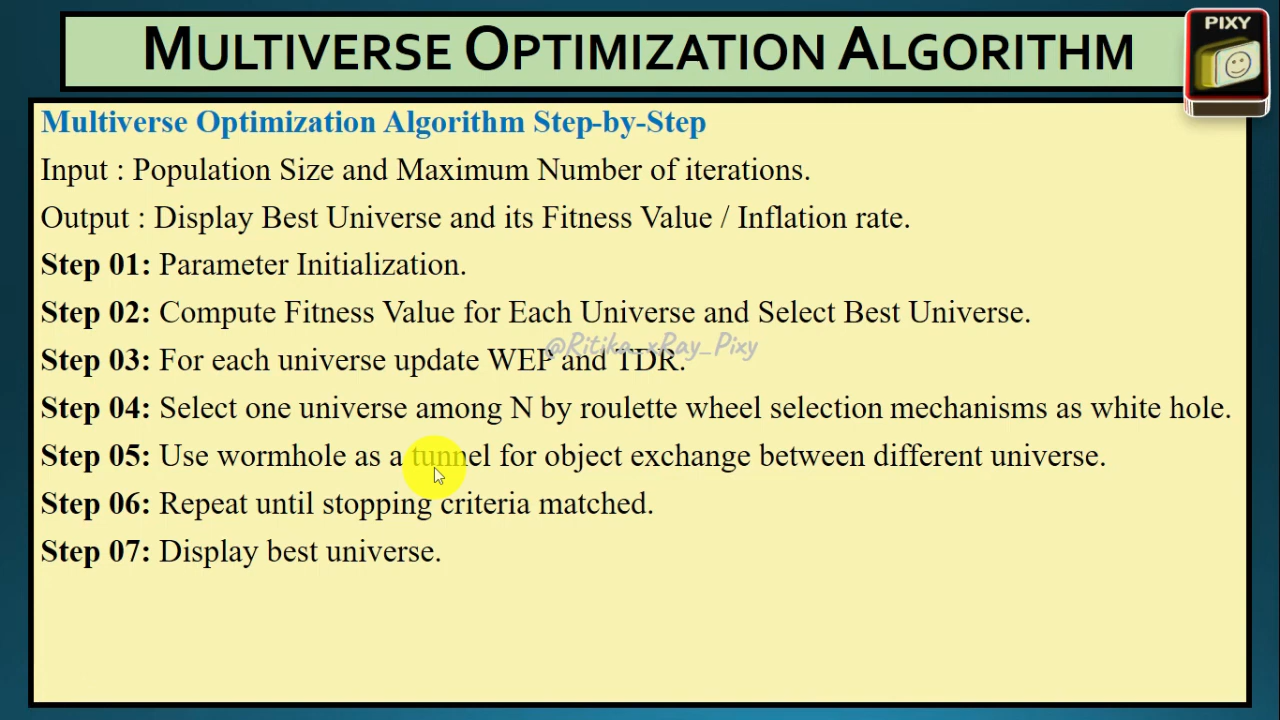 MULTIVERSE OPTIMIZATION ALGORITHM
PIXY
Multiverse Optimization Algorithm Step-by-Step
Input : Population Size and Maximum Number of iterations.
Output : Display Best Universe and its Fitness Value / Inflation rate.
Step 01: Parameter Initialization.
Step 02: Compute Fitness Value for Each Universe and Select Best Universe.
@Ritika_xRay_Pixy
Step 03: For each universe update WEP and TDR.
Step 04: Select one universe among N by roulette wheel selection mechanisms as white hole.
Step 05: Use wormhole as a tunnel for object exchange between different universe.
Step 06: Repeat until stopping criteria matched.
Step 07: Display best universe.